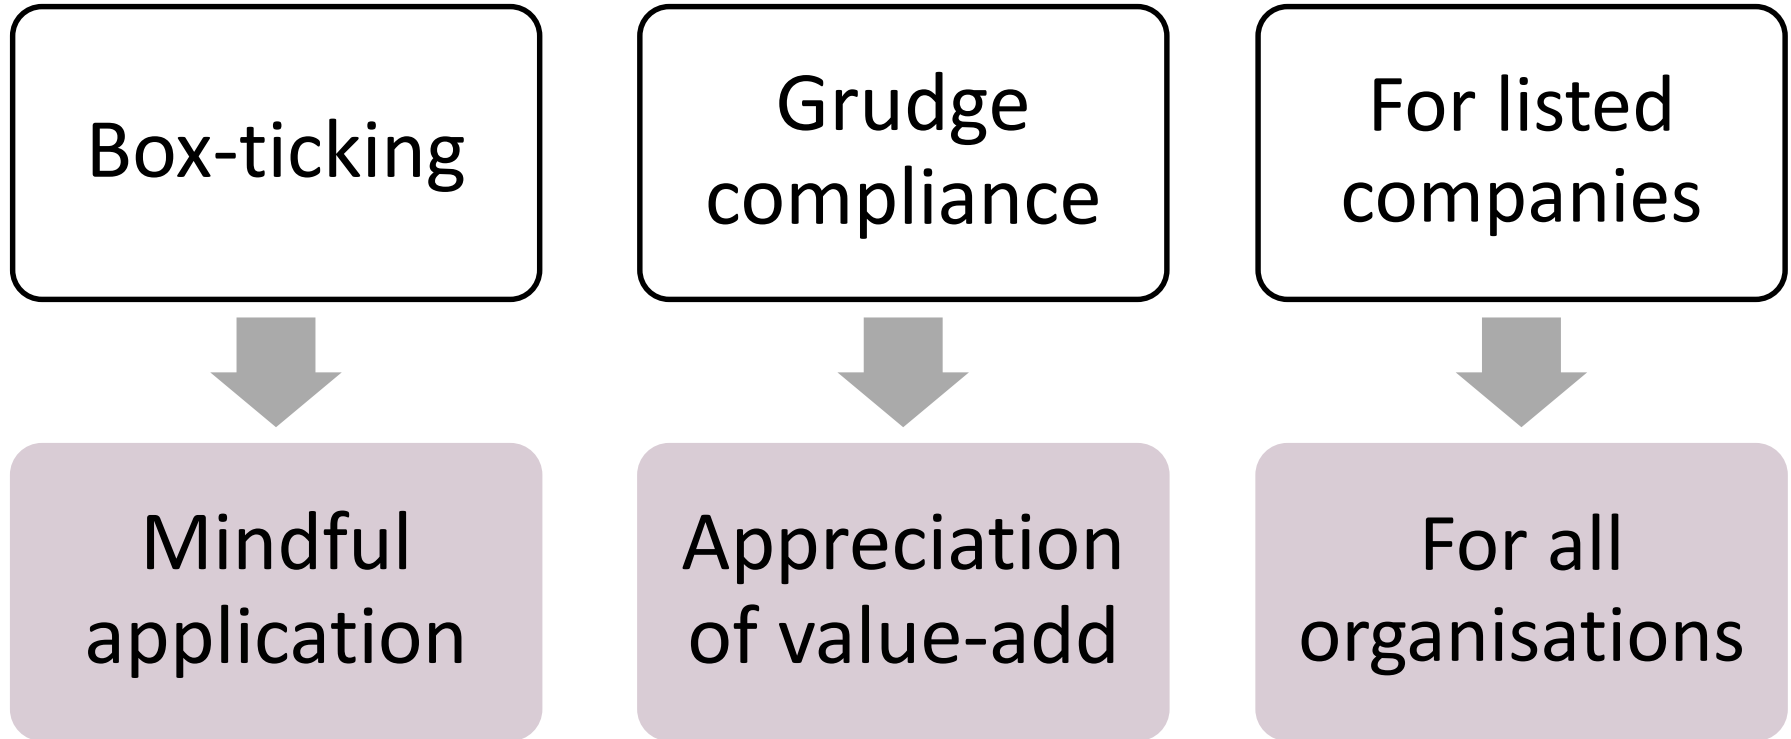 Box-ticking
Grudge
compliance
For listed
companies
Mindful
application
Appreciation
of value-add
For all
organisations